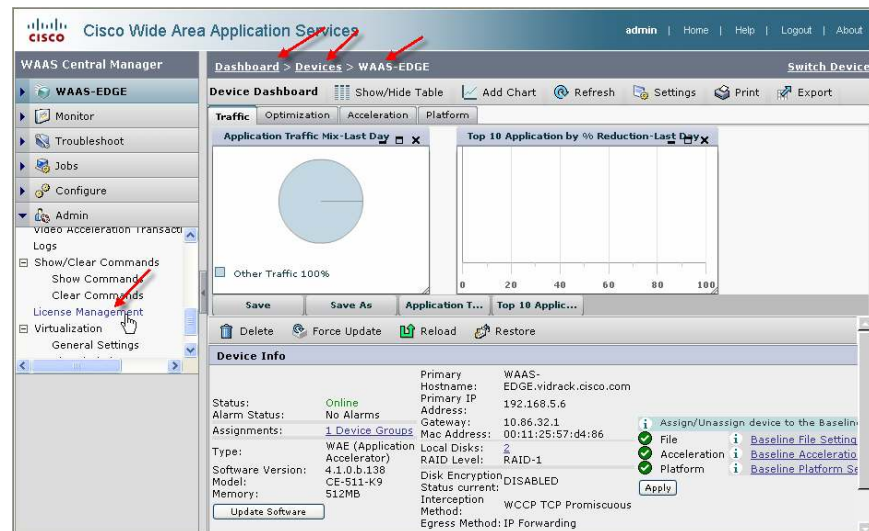 cisco
Cisco Wide Area Application Services
admin | Home | Help | Logout | About
WAAS Central Manager
Dashboard > Devices > WAAS-EDGE
Switch Device
WAAS-EDGE
Monitor
Troubleshoot
Jobs
Configure
Admin
Video Acceleration Transacti
Logs
Show/Clear Commands
Show Commands
Clear Commands
License Management
Virtualization
General Settings
Device Dashboard
Show/Hide Table
Add Chart
Refresh
Settings
Print
Export
Traffic
Optimization
Acceleration
Platform
Application Traffic Mix-Last Day
Other Traffic 100%
Top 10 Application by % Reduction-Last Day
0 20 40 60 80 100
Save
Save As
Application T...
Top 10 Applic...
Delete
Force Update
Reload
Restore
Device Info
Status: Online
Alarm Status: No Alarms
Assignments: 1 Device Groups
Type: WAE (Application Accelerator)
Software Version: 4.1.0.b.138
Model: CE-511-K9
Memory: 512MB
Update Software
Primary Hostname: WAAS-EDGE.vidrack.cisco.com
Primary IP Address: 192.168.5.6
Gateway: 10.86.32.1
Mac Address: 00:11:25:57:d4:86
Local Disks: 2
RAID Level: RAID-1
Disk Encryption Status current: DISABLED
Interception Method: WCCP TCP Promiscuous
Egress Method: IP Forwarding
Assign/Unassign device to the Baselin
File Baseline File Setting
Acceleration Baseline Acceleratio
Platform Baseline Platform Se
Apply